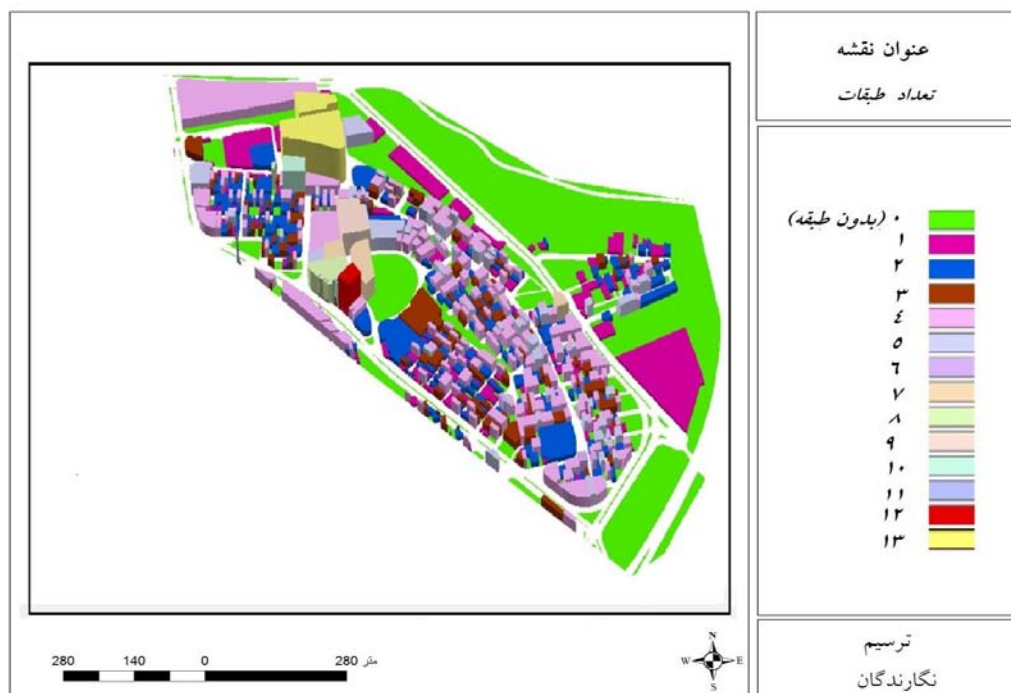 عنوان نقشه
تعداد طبقات
۰ (بدون طبقه)
۱
۲
۳
٤
۵
٦
۷
۸
۹
۱۰
۱۱
۱۲
۱۳
280 140 0 280 متر
N
W E
S
ترسیم
نگارندگان